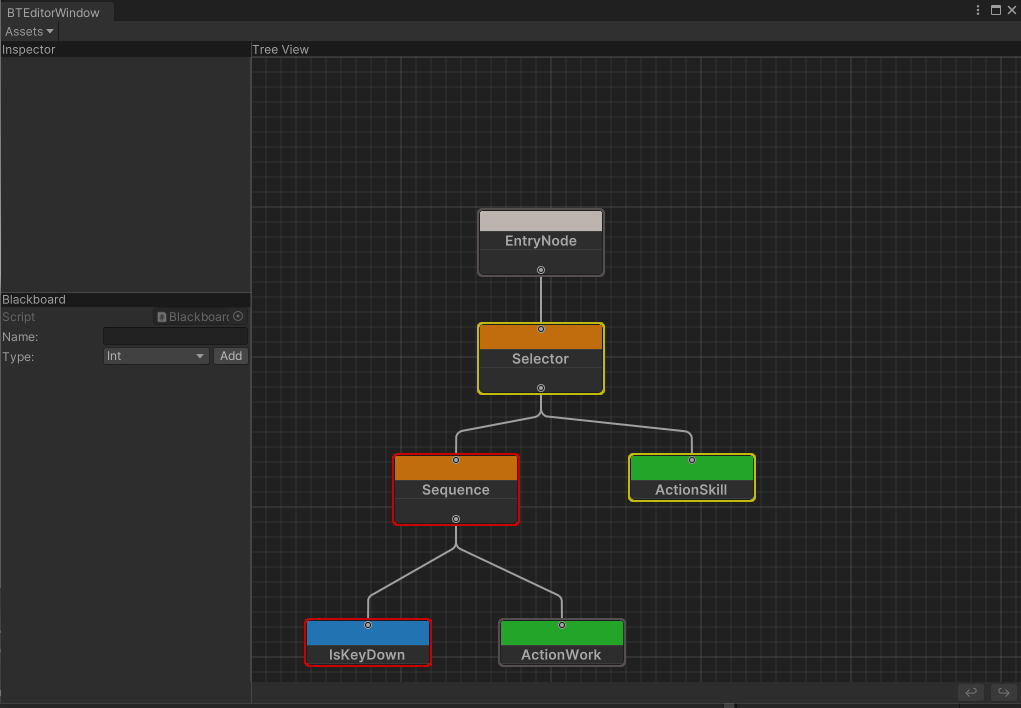 BTEditorWindow
Assets
Inspector
Tree View
EntryNode
Selector
Sequence
ActionSkill
IsKeyDown
ActionWork
Blackboard
Script
Blackboard
Name:
Type:
Int
Add